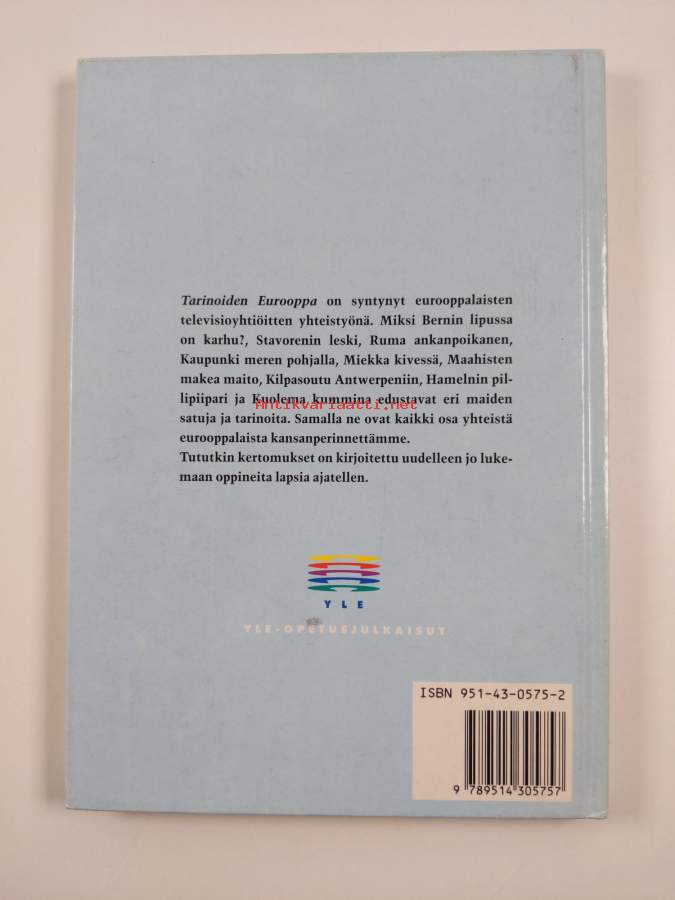 Tarinoiden Eurooppa on syntynyt eurooppalaisten
televisioyhtiöitten yhteistyönä. Miksi Bernin lipussa
on karhu?, Stavorenin leski, Ruma ankanpoikanen,
Kaupunki meren pohjalla, Miekka kivessä, Maahisten
makea maito, Kilpasoutu Antwerpeniin, Hamelnin pil-
lipiipari ja Kuolema kummina edustavat eri maiden
Antikvariaatti.net
satuja ja tarinoita. Samalla ne ovat kaikki osa yhteistä
eurooppalaista kansanperinnettämme.
Tututkin kertomukset on kirjoitettu uudelleen jo luke-
maan oppineita lapsia ajatellen.
YLE
YLE-OPETUSJULKAISUT
ISBN 951-43-0575-2
9 789514 305757